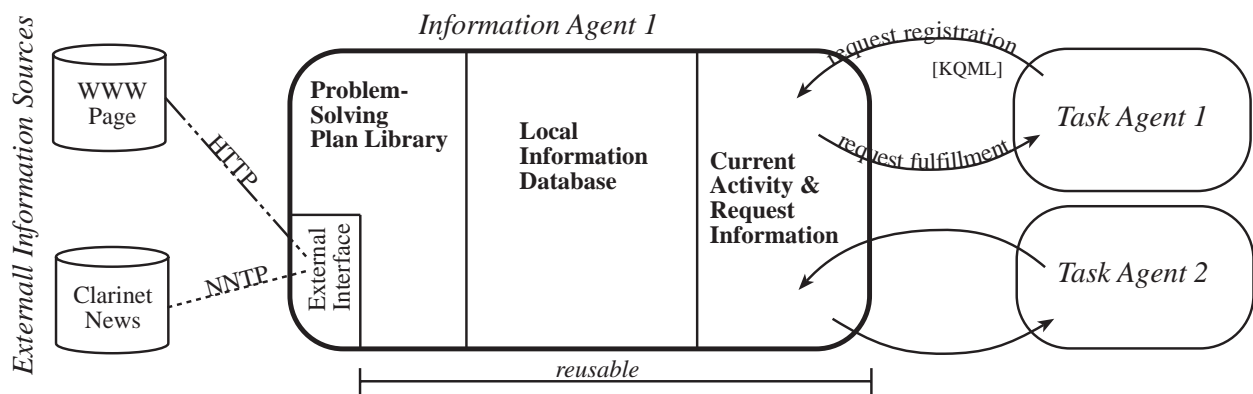 Externall Information Sources
WWW
Page
Clarinet
News
HTTP
NNTP
Information Agent 1
Problem-
Solving
Plan Library
External
Interface
Local
Information
Database
Current
Activity &
Request
Information
request registration
[KQML]
request fulfillment
Task Agent 1
Task Agent 2
reusable